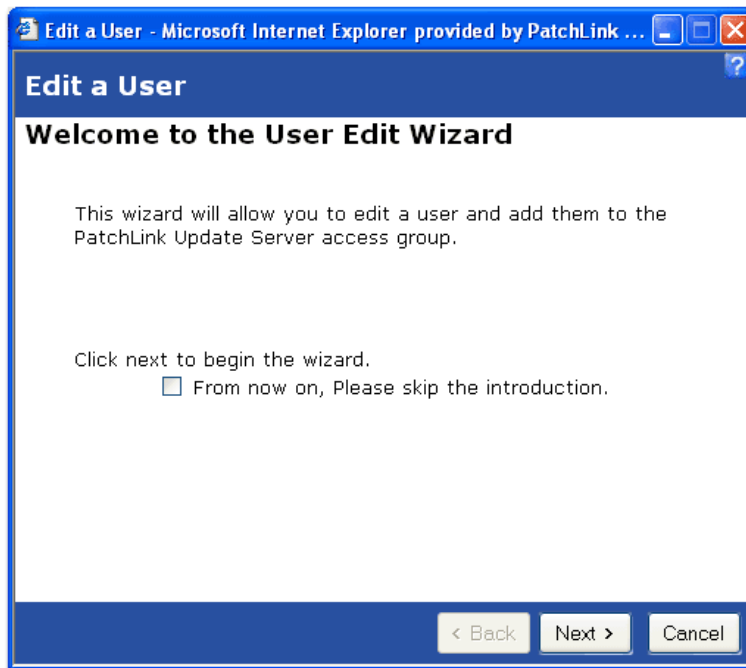 Edit a User - Microsoft Internet Explorer provided by PatchLink ...
?
Edit a User
Welcome to the User Edit Wizard
This wizard will allow you to edit a user and add them to the
PatchLink Update Server access group.
Click next to begin the wizard.
From now on, Please skip the introduction.
< Back Next > Cancel